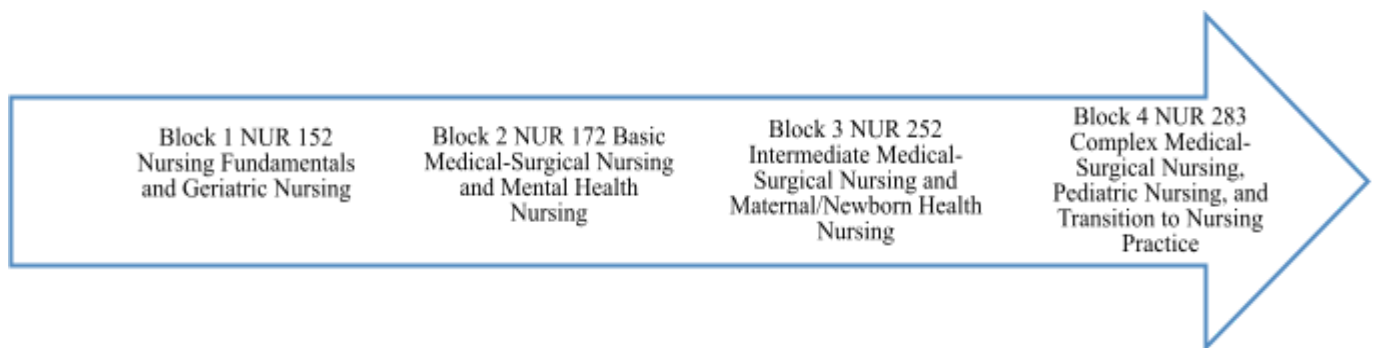 Block 1 NUR 152
Nursing Fundamentals
and Geriatric Nursing
Block 2 NUR 172 Basic
Medical-Surgical Nursing
and Mental Health
Nursing
Block 3 NUR 252
Intermediate Medical-
Surgical Nursing and
Maternal/Newborn Health
Nursing
Block 4 NUR 283
Complex Medical-
Surgical Nursing,
Pediatric Nursing, and
Transition to Nursing
Practice